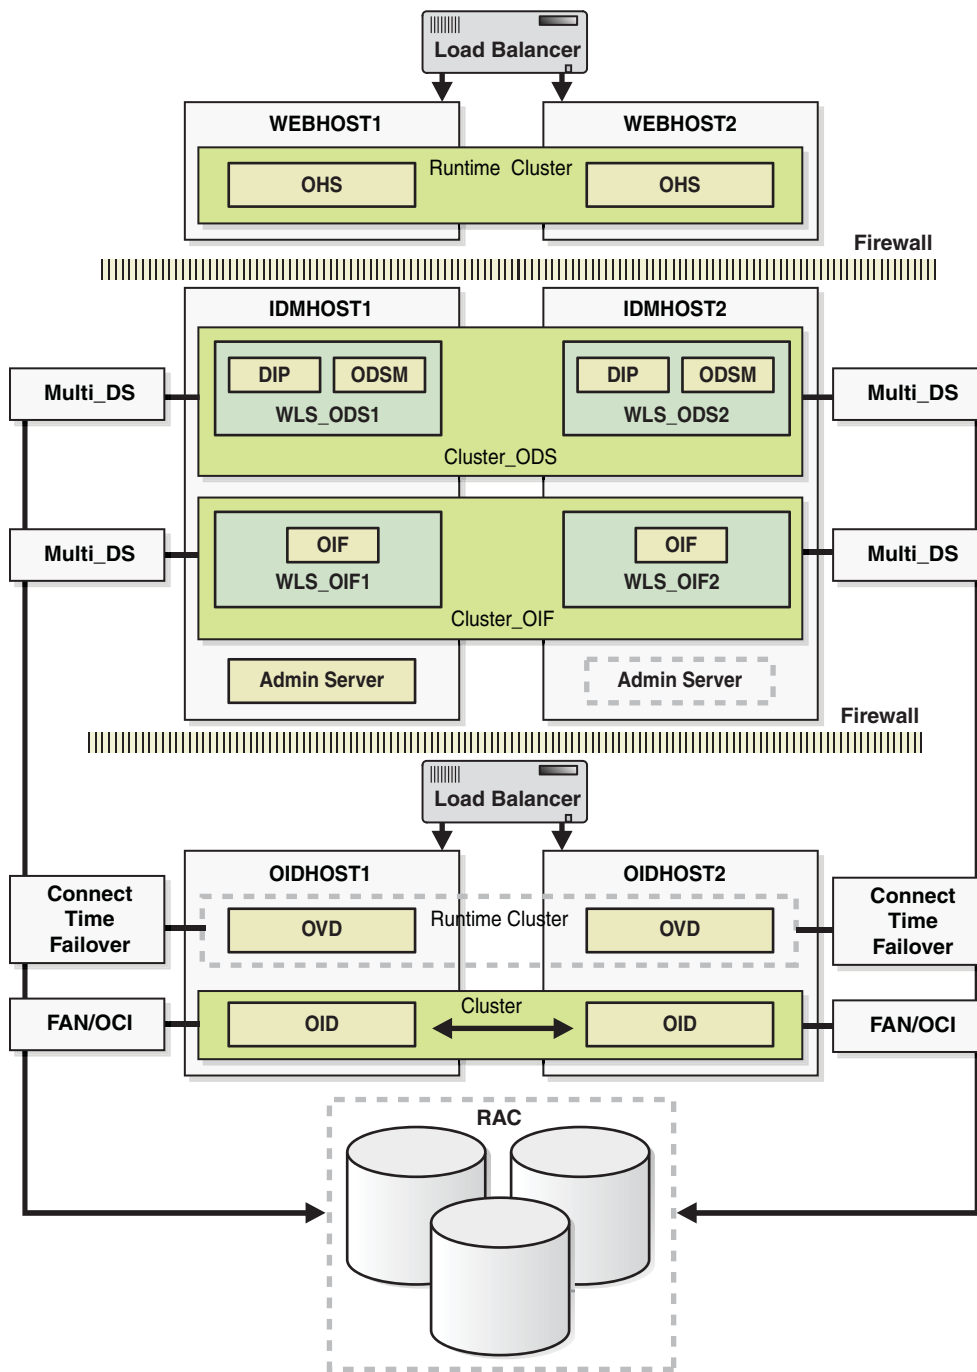 Load Balancer
WEBHOST1
WEBHOST2
Runtime Cluster
OHS
OHS
Firewall
IDMHOST1
IDMHOST2
DIP
ODSM
DIP
ODSM
WLS_ODS1
WLS_ODS2
Multi_DS
Multi_DS
Cluster_ODS
OIF
OIF
WLS_OIF1
WLS_OIF2
Multi_DS
Multi_DS
Cluster_OIF
Admin Server
Admin Server
Firewall
Load Balancer
OIDHOST1
OIDHOST2
Connect
Time
Failover
Runtime Cluster
OVD
OVD
Connect
Time
Failover
Cluster
FAN/OCI
OID
OID
FAN/OCI
RAC